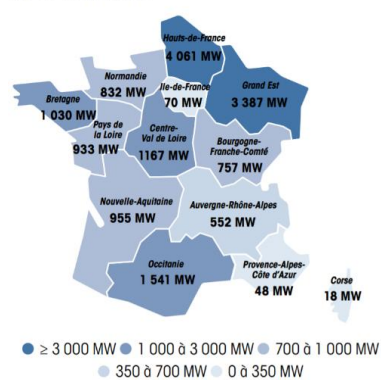 Hauts-de-France
4 061 MW
Normandie
832 MW
Ile-de-France
70 MW
Grand Est
3 387 MW
Bretagne
1 030 MW
Pays de
la Loire
933 MW
Centre-
Val de Loire
1167 MW
Bourgogne-
Franche-Comté
757 MW
Nouvelle-Aquitaine
955 MW
Auvergne-Rhône-Alpes
552 MW
Occitanie
1 541 MW
Provence-Alpes-
Côte d'Azur
48 MW
Corse
18 MW
≥ 3 000 MW 1 000 à 3 000 MW 700 à 1 000 MW
350 à 700 MW 0 à 350 MW